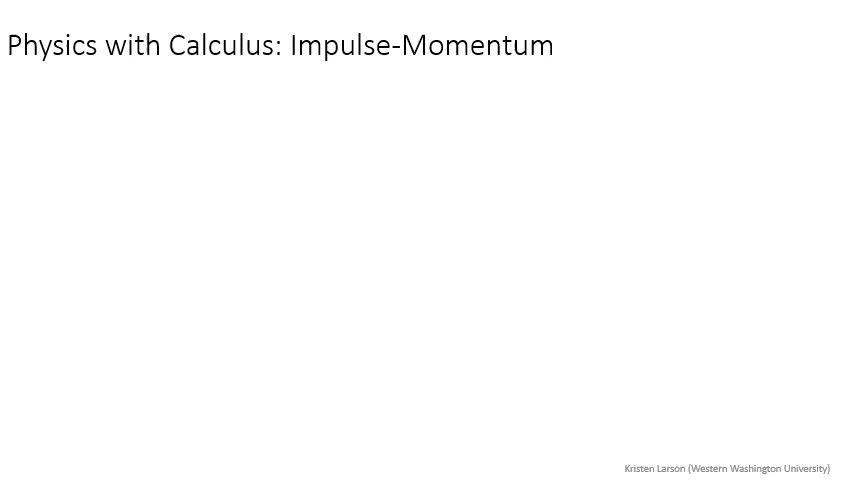 Physics with Calculus: Impulse-Momentum
Kristen Larson (Western Washington University)